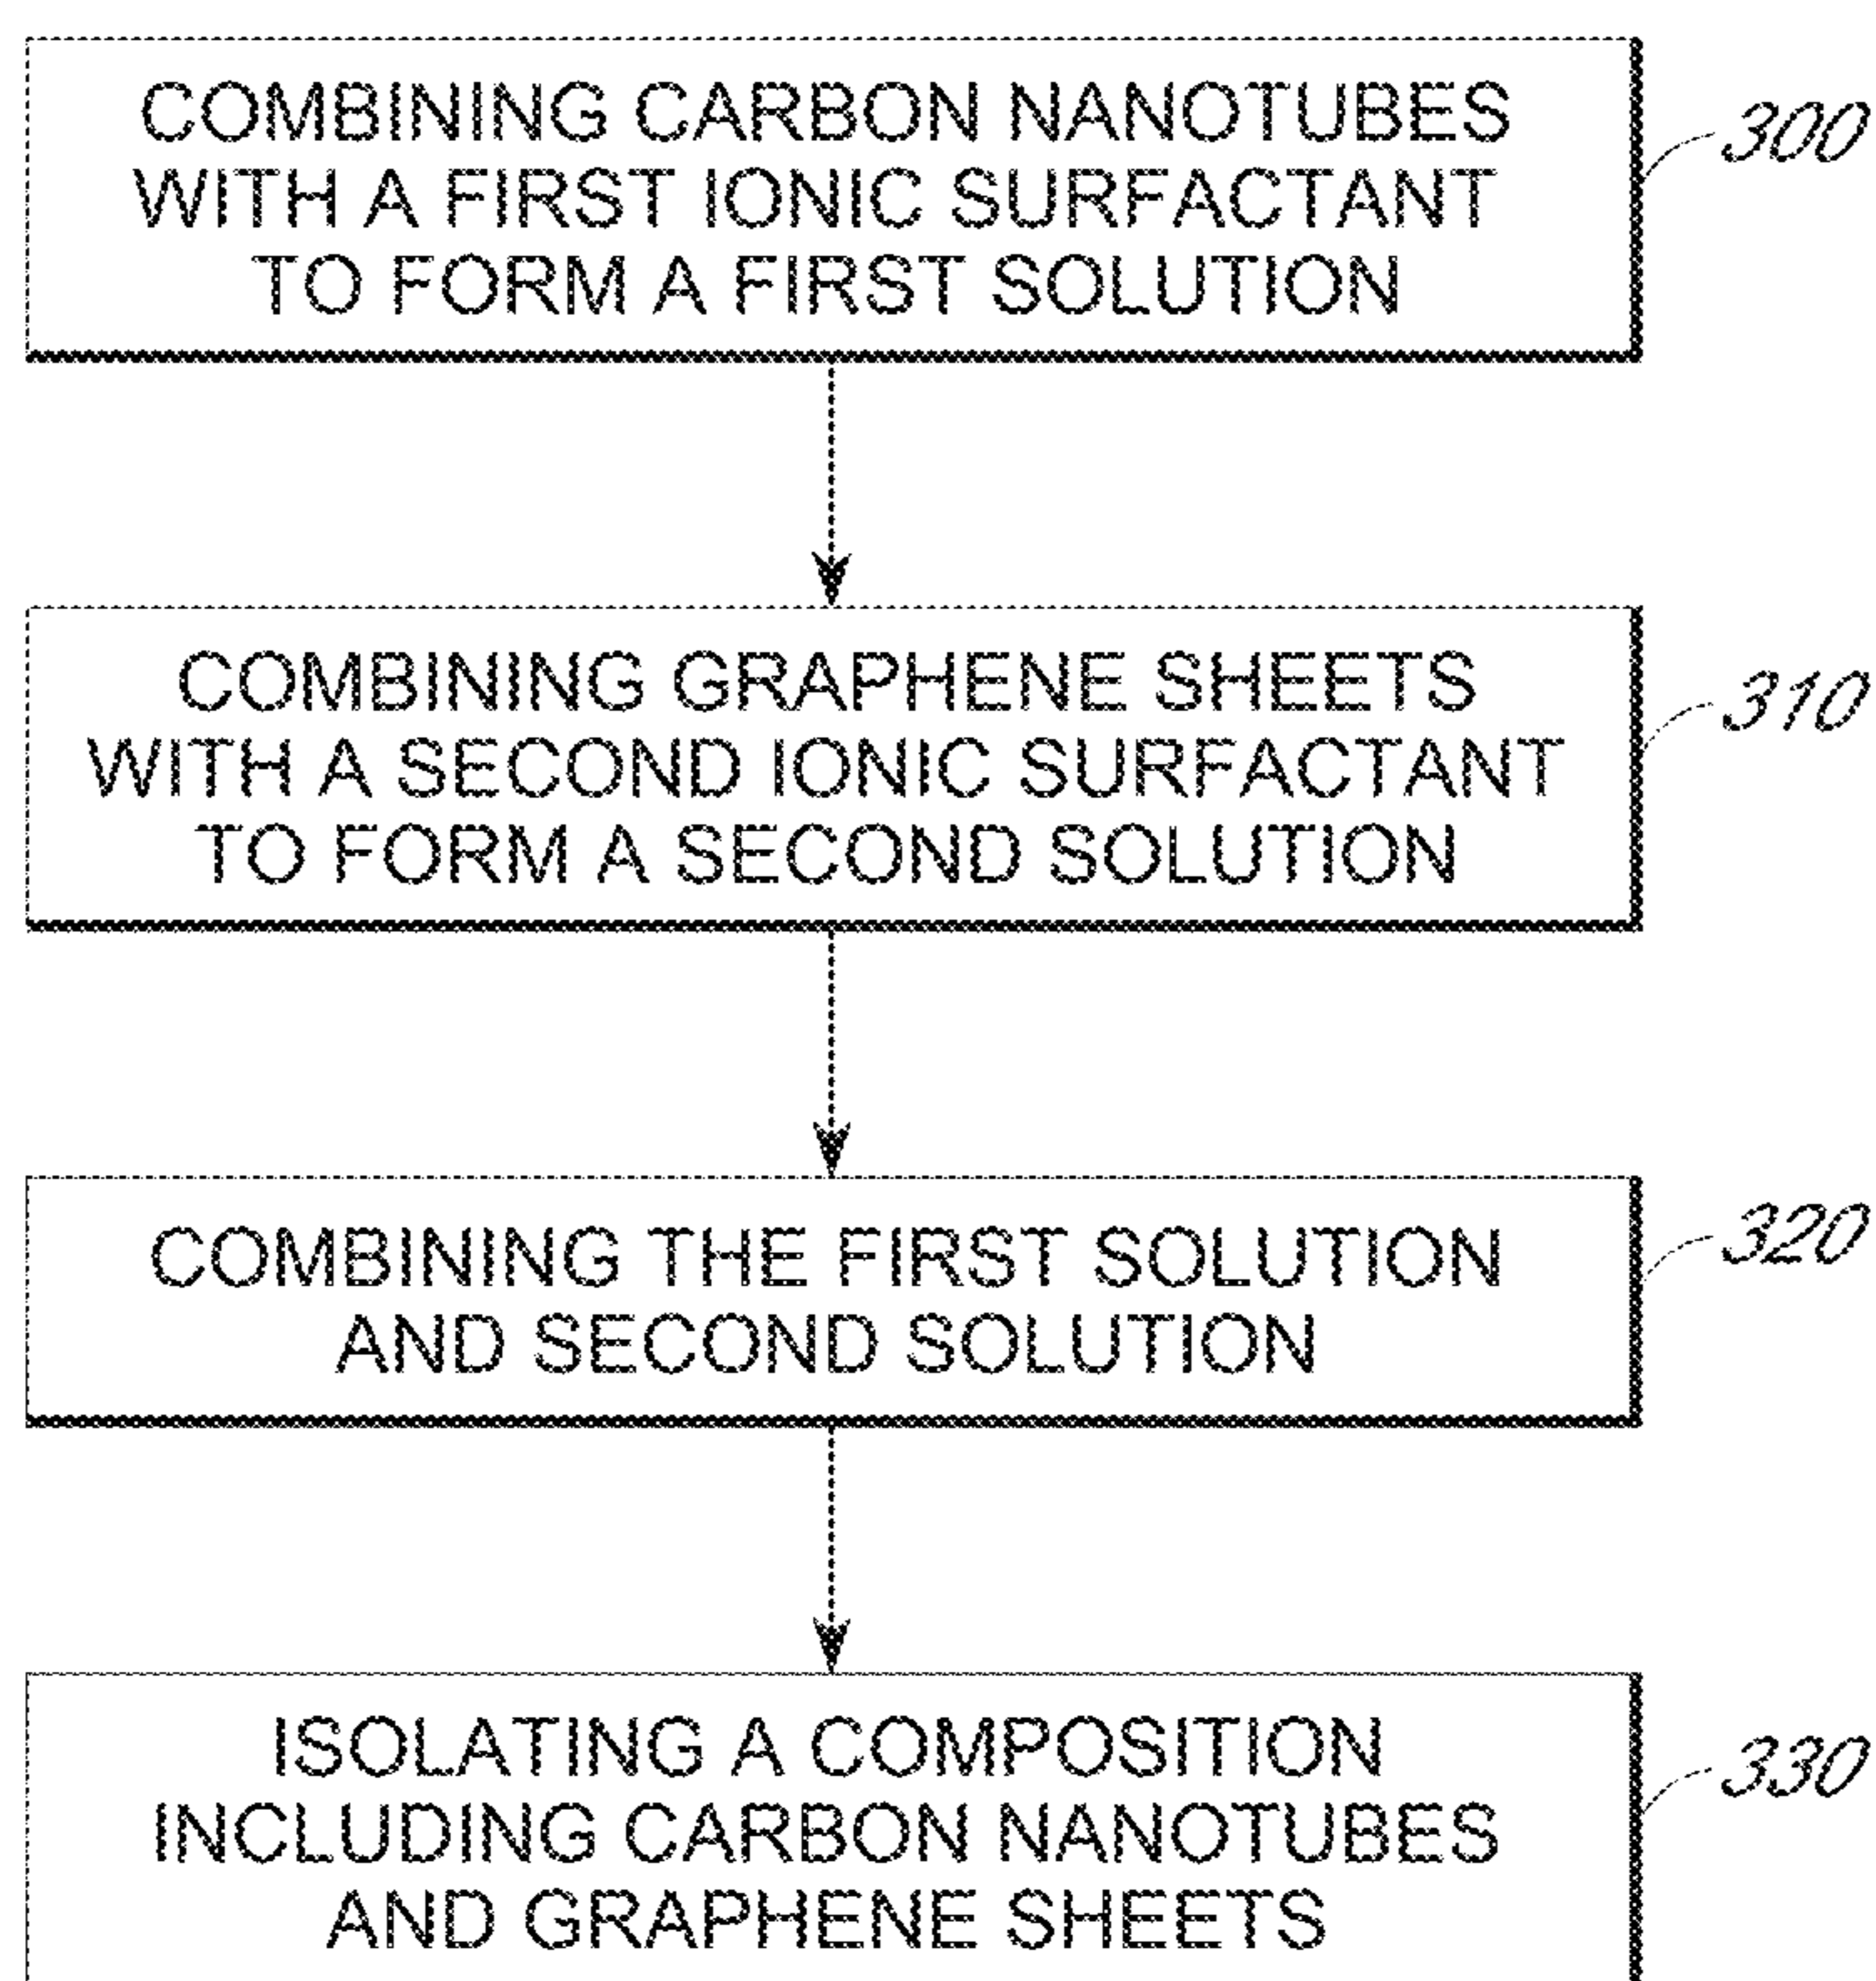 COMBINING CARBON NANOTUBES
WITH A FIRST IONIC SURFACTANT
TO FORM A FIRST SOLUTION
300
COMBINING GRAPHENE SHEETS
WITH A SECOND IONIC SURFACTANT
TO FORM A SECOND SOLUTION
310
COMBINING THE FIRST SOLUTION
AND SECOND SOLUTION
320
ISOLATING A COMPOSITION
INCLUDING CARBON NANOTUBES
AND GRAPHENE SHEETS
330